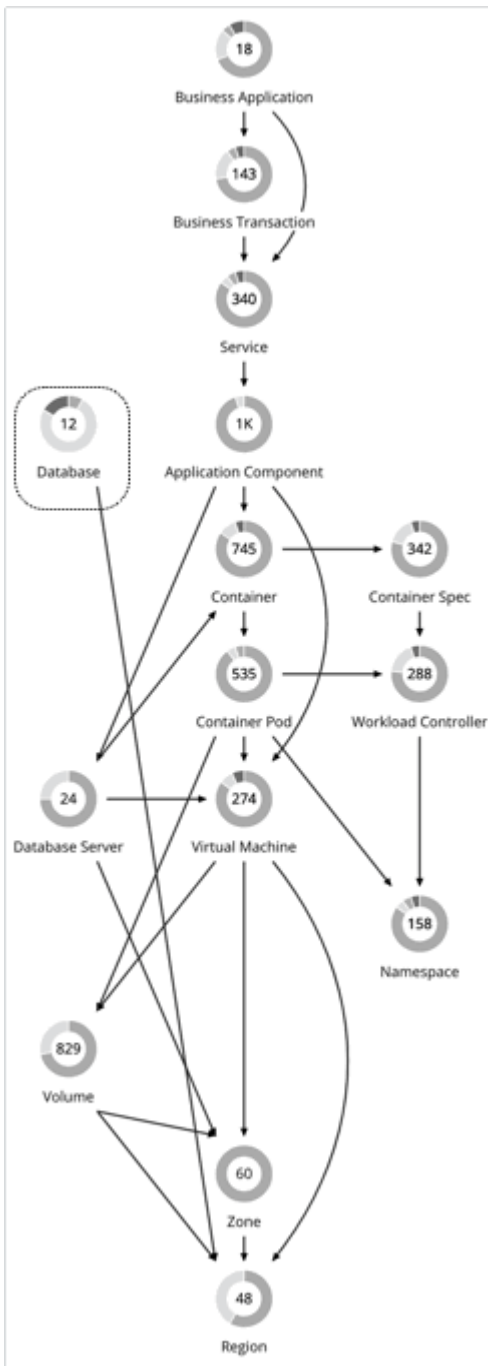 18
Business Application
143
Business Transaction
340
Service
12
Database
1K
Application Component
745
Container
342
Container Spec
535
Container Pod
288
Workload Controller
24
Database Server
274
Virtual Machine
158
Namespace
829
Volume
60
Zone
48
Region